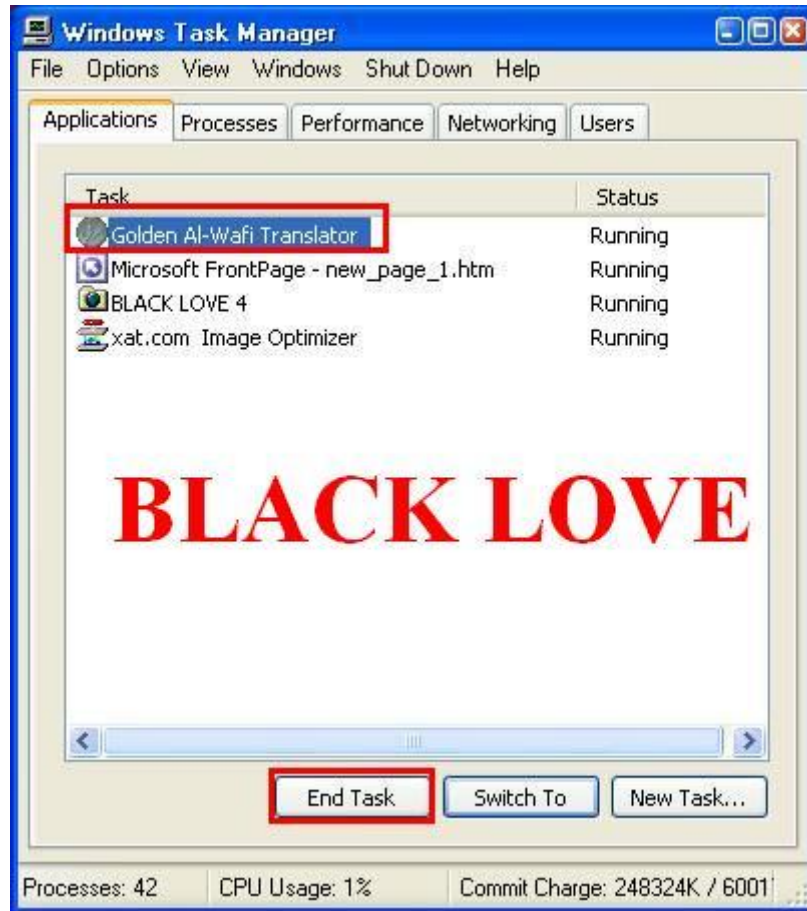 Windows Task Manager
File Options View Windows Shut Down Help
Applications Processes Performance Networking Users
Task Status
Golden Al-Wafi Translator Running
Microsoft FrontPage - new_page_1.htm Running
BLACK LOVE 4 Running
xat.com Image Optimizer Running
BLACK LOVE
End Task Switch To New Task...
Processes: 42 CPU Usage: 1% Commit Charge: 248324K / 6001